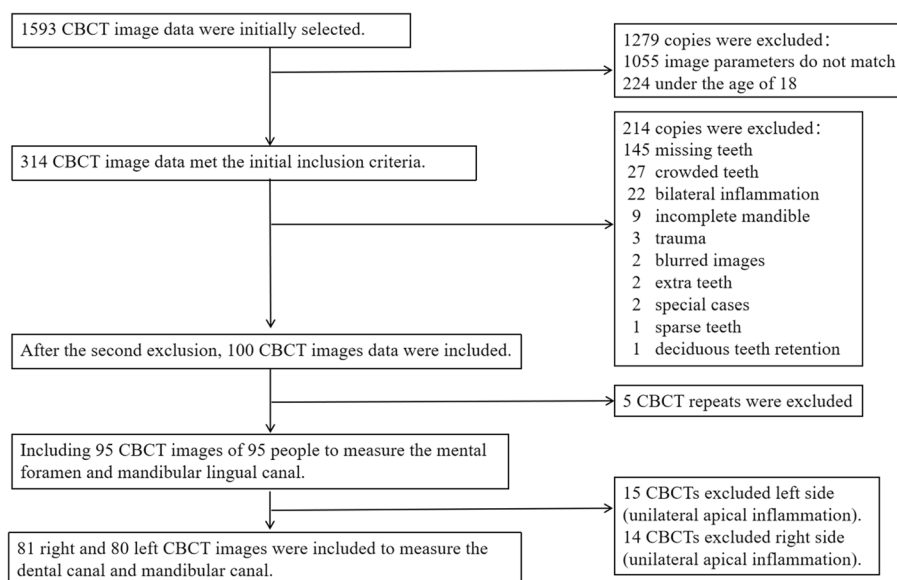 1593 CBCT image data were initially selected.
1279 copies were excluded：
1055 image parameters do not match
224 under the age of 18
314 CBCT image data met the initial inclusion criteria.
214 copies were excluded：
145 missing teeth
27 crowded teeth
22 bilateral inflammation
9 incomplete mandible
3 trauma
2 blurred images
2 extra teeth
2 special cases
1 sparse teeth
1 deciduous teeth retention
After the second exclusion, 100 CBCT images data were included.
5 CBCT repeats were excluded
Including 95 CBCT images of 95 people to measure the mental
foramen and mandibular lingual canal.
15 CBCTs excluded left side
(unilateral apical inflammation).
14 CBCTs excluded right side
(unilateral apical inflammation).
81 right and 80 left CBCT images were included to measure the
dental canal and mandibular canal.